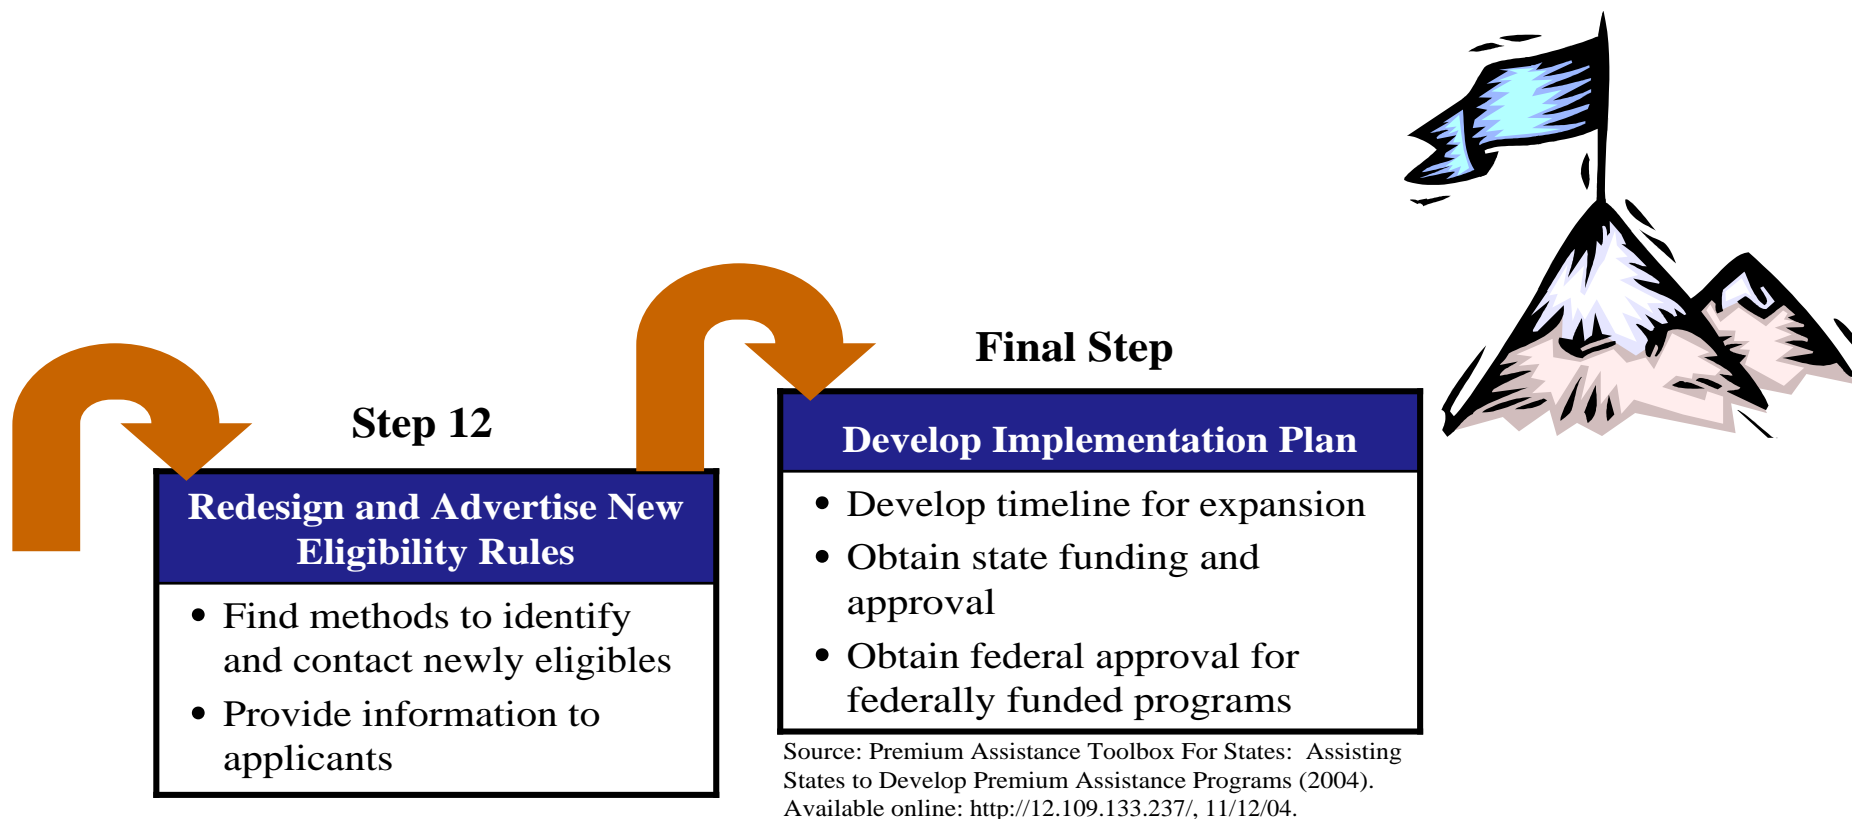 Step 12
Redesign and Advertise New
Eligibility Rules
• Find methods to identify
and contact newly eligibles
• Provide information to
applicants
Final Step
Develop Implementation Plan
• Develop timeline for expansion
• Obtain state funding and
approval
• Obtain federal approval for
federally funded programs
Source: Premium Assistance Toolbox For States:  Assisting
States to Develop Premium Assistance Programs (2004).
Available online: http://12.109.133.237/, 11/12/04.